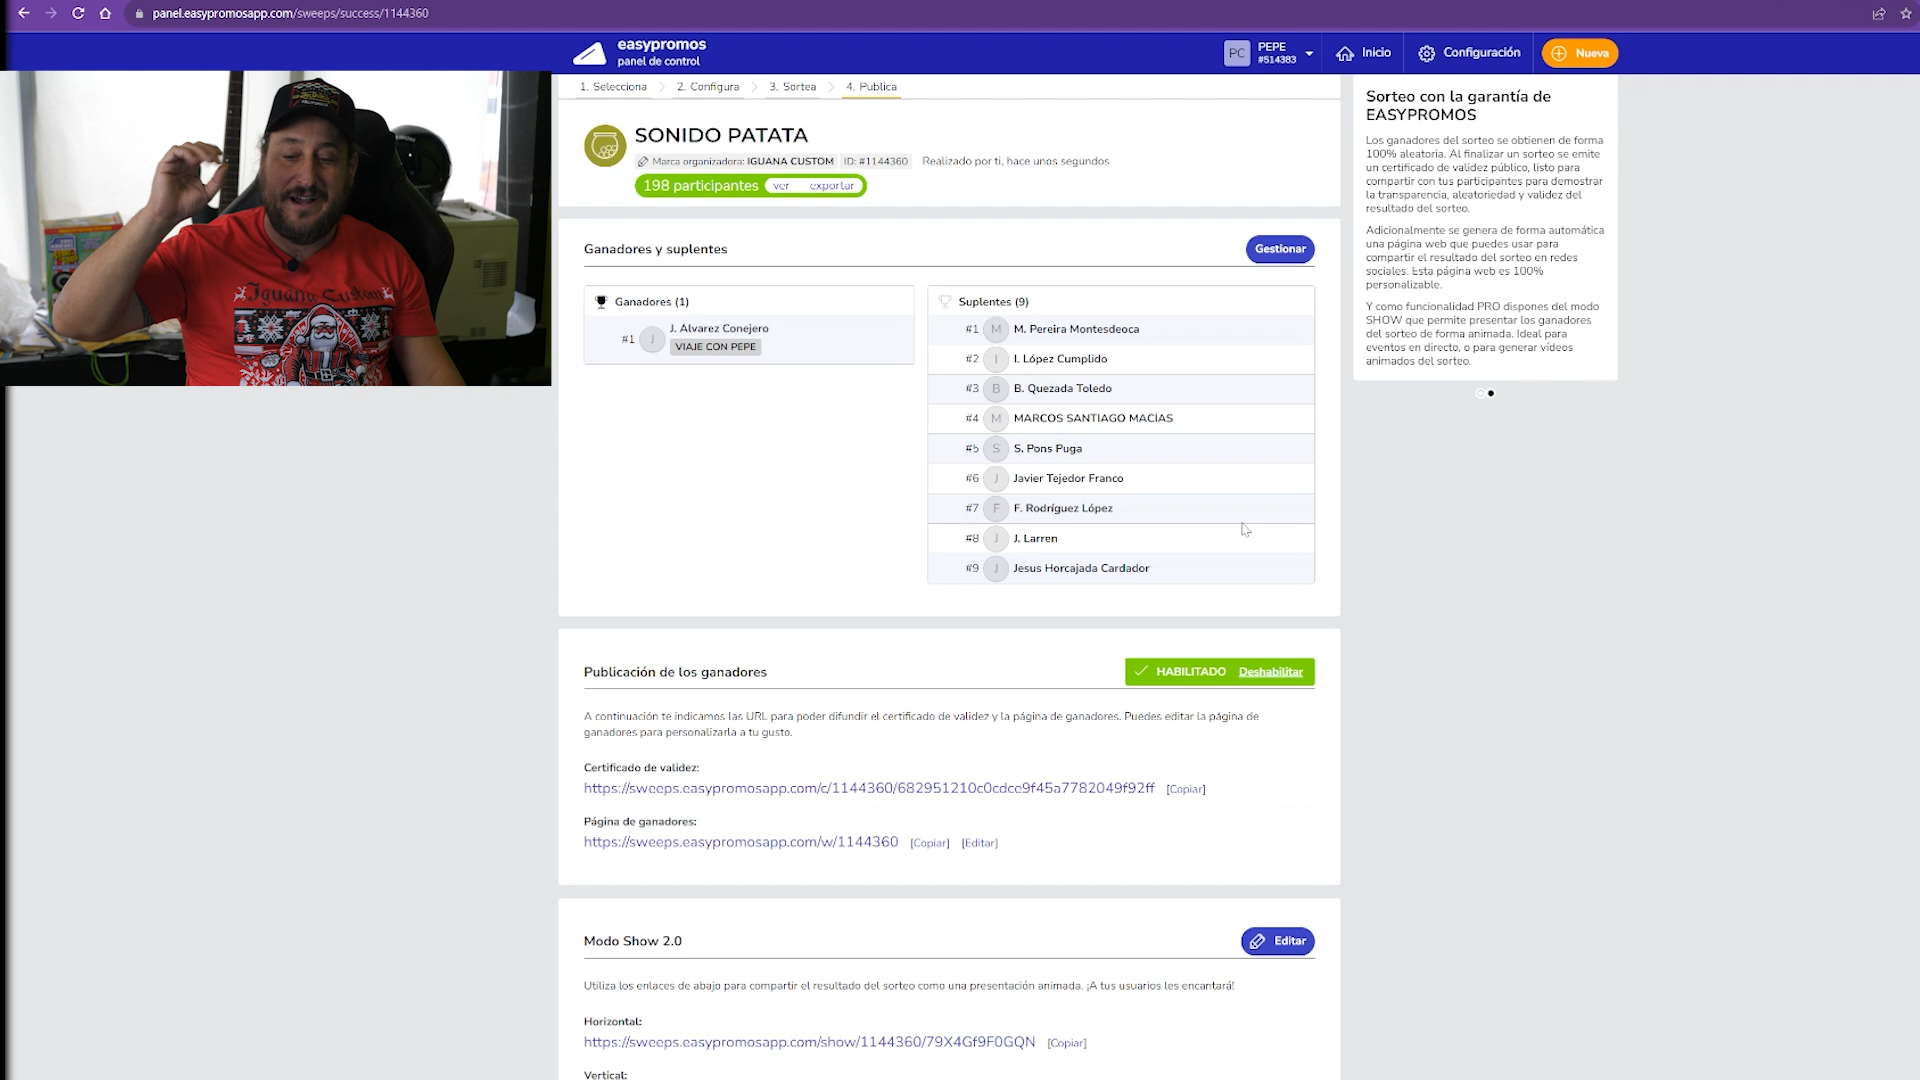 panel.easypromosapp.com/sweeps/success/1144360
easypromos
panel de control
PC
PEPE
#514383
Inicio
Configuración
Nueva
1. Selecciona
2. Configura
3. Sortea
4. Publica
SONIDO PATATA
Marca organizadora: IGUANA CUSTOM ID: #1144360 Realizado por ti, hace unos segundos
198 participantes ver exportar
Ganadores y suplentes
Gestionar
Ganadores (1)
#1 J J. Álvarez Conejero
VIAJE CON PEPE
Suplentes (9)
#1 M M. Pereira Montesdeoca
#2 I I. López Cumplido
#3 B B. Quezada Toledo
#4 M MARCOS SANTIAGO MACÍAS
#5 S S. Pons Puga
#6 J Javier Tejedor Franco
#7 F F. Rodríguez López
#8 J J. Larren
#9 J Jesus Horcajada Cardador
Publicación de los ganadores
HABILITADO Deshabilitar
A continuación te indicamos las URL para poder difundir el certificado de validez y la página de ganadores. Puedes editar la página de
ganadores para personalizarla a tu gusto.
Certificado de validez:
https://sweeps.easypromosapp.com/c/1144360/682951210c0cdce9f45a7782049f92ff [Copiar]
Página de ganadores:
https://sweeps.easypromosapp.com/w/1144360 [Copiar] [Editar]
Modo Show 2.0
Editar
Utiliza los enlaces de abajo para compartir el resultado del sorteo como una presentación animada. ¡A tus usuarios les encantará!
Horizontal:
https://sweeps.easypromosapp.com/show/1144360/79X4Gf9F0GQN [Copiar]
Vertical:
Sorteo con la garantía de
EASYPROMOS
Los ganadores del sorteo se obtienen de forma
100% aleatoria. Al finalizar un sorteo se emite
un certificado de validez público, listo para
compartir con tus participantes para demostrar
la transparencia, aleatoriedad y validez del
resultado del sorteo.
Adicionalmente se genera de forma automática
una página web que puedes usar para
compartir el resultado del sorteo en redes
sociales. Esta página web es 100%
personalizable.
Y como funcionalidad PRO dispones del modo
SHOW que permite presentar los ganadores
del sorteo de forma animada. Ideal para
eventos en directo, o para generar vídeos
animados del sorteo.
Iguana Custom